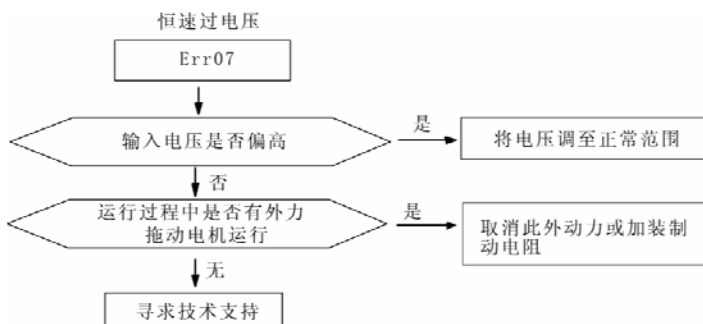 恒速过电压
Err07
输入电压是否偏高
是
将电压调至正常范围
否
运行过程中是否有外力
拖动电机运行
是
取消此外动力或加装制
动电阻
无
寻求技术支持